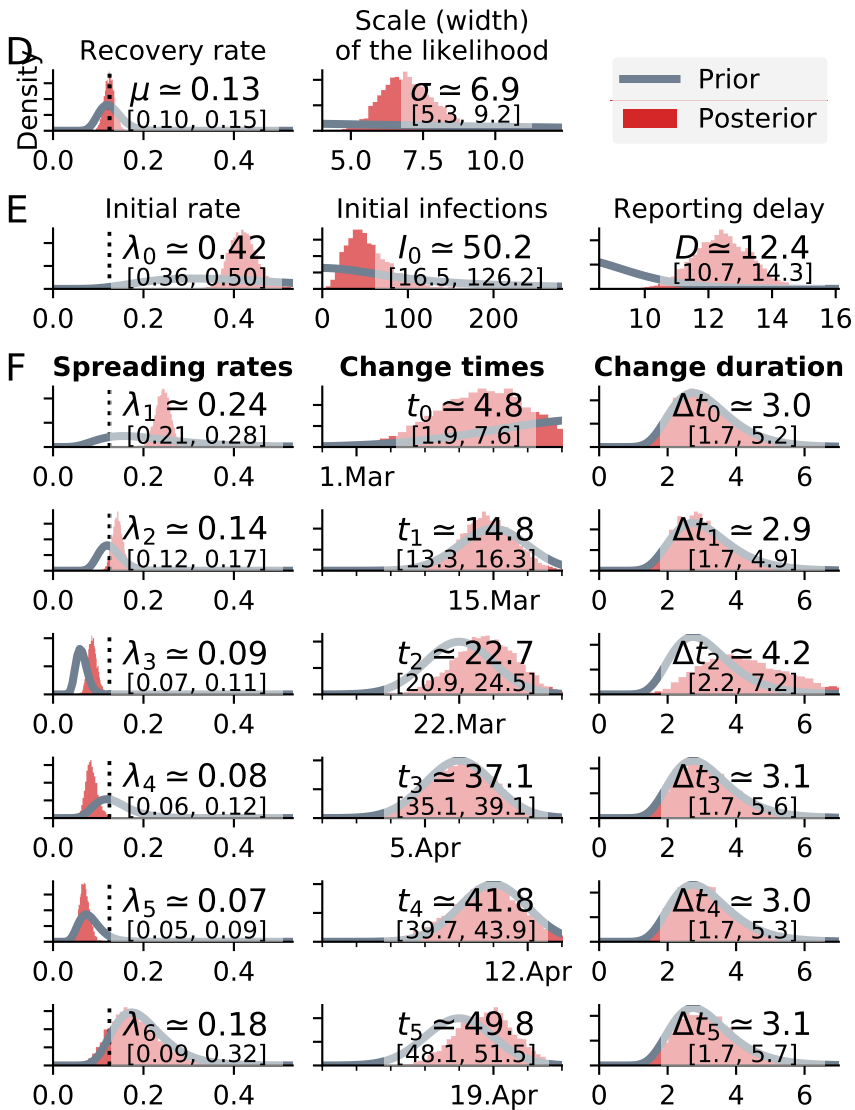 D
Density
Recovery rate
μ ≃ 0.13
[0.10, 0.15]
0.0 0.2 0.4
Scale (width)
of the likelihood
σ ≃ 6.9
[5.3, 9.2]
5.0 7.5 10.0
Prior
Posterior
E
Initial rate
λ0 ≃ 0.42
[0.36, 0.50]
0.0 0.2 0.4
Initial infections
I0 ≃ 50.2
[16.5, 126.2]
0 100 200
Reporting delay
D ≃ 12.4
[10.7, 14.3]
10 12 14 16
F
Spreading rates
Change times
Change duration
λ1 ≃ 0.24
[0.21, 0.28]
0.0 0.2 0.4
t0 ≃ 4.8
[1.9, 7.6]
1.Mar
Δt0 ≃ 3.0
[1.7, 5.2]
0 2 4 6
λ2 ≃ 0.14
[0.12, 0.17]
0.0 0.2 0.4
t1 ≃ 14.8
[13.3, 16.3]
15.Mar
Δt1 ≃ 2.9
[1.7, 4.9]
0 2 4 6
λ3 ≃ 0.09
[0.07, 0.11]
0.0 0.2 0.4
t2 ≃ 22.7
[20.9, 24.5]
22.Mar
Δt2 ≃ 4.2
[2.2, 7.2]
0 2 4 6
λ4 ≃ 0.08
[0.06, 0.12]
0.0 0.2 0.4
t3 ≃ 37.1
[35.1, 39.1]
5.Apr
Δt3 ≃ 3.1
[1.7, 5.6]
0 2 4 6
λ5 ≃ 0.07
[0.05, 0.09]
0.0 0.2 0.4
t4 ≃ 41.8
[39.7, 43.9]
12.Apr
Δt4 ≃ 3.0
[1.7, 5.3]
0 2 4 6
λ6 ≃ 0.18
[0.09, 0.32]
0.0 0.2 0.4
t5 ≃ 49.8
[48.1, 51.5]
19.Apr
Δt5 ≃ 3.1
[1.7, 5.7]
0 2 4 6